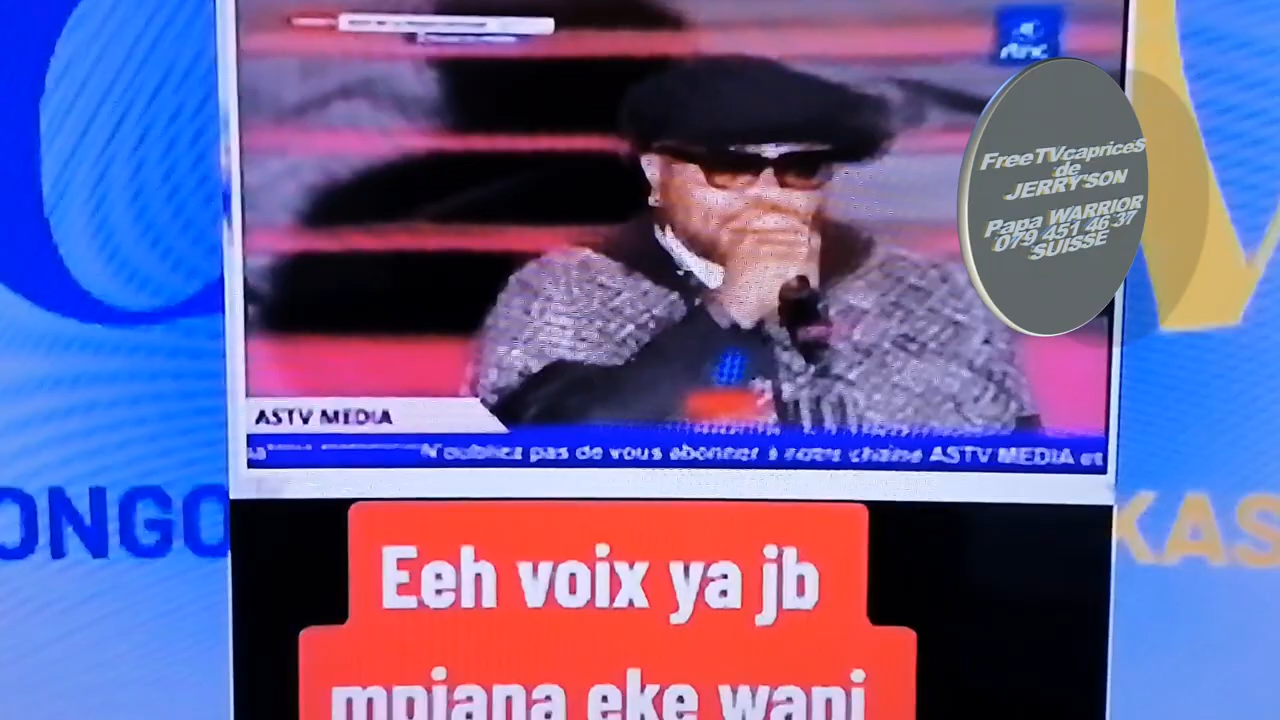 FreeTVcapriceS
de
JERRY'SON
Papa WARRIOR
079 451 46 37
SUISSE
ASTV MEDIA
N'oubliez pas de vous abonner à notre chaîne ASTV MEDIA et
ONGO
KAS
Eeh voix ya jb
mpiana eke wapi